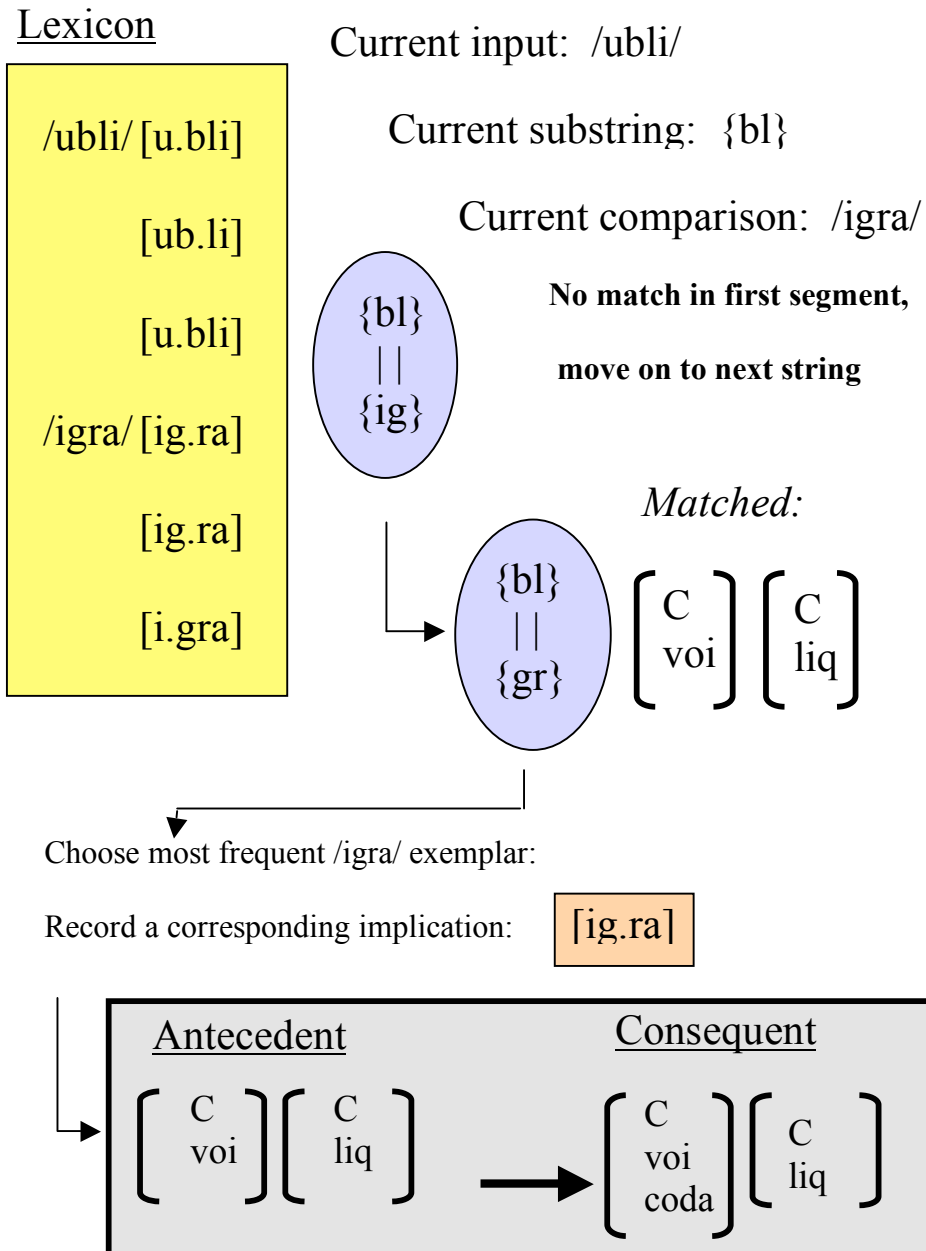 Lexicon
Current input: /ubli/
/ubli/ [u.bli]
Current substring: {bl}
[ub.li]
Current comparison: /igra/
No match in first segment,
[u.bli]
{bl}
| |
{ig}
move on to next string
/igra/ [ig.ra]
[ig.ra]
Matched:
[i.gra]
{bl}
| |
{gr}
C
voi
C
liq
Choose most frequent /igra/ exemplar:
Record a corresponding implication: [ig.ra]
Antecedent
Consequent
C
voi
C
liq
C
voi
coda
C
liq